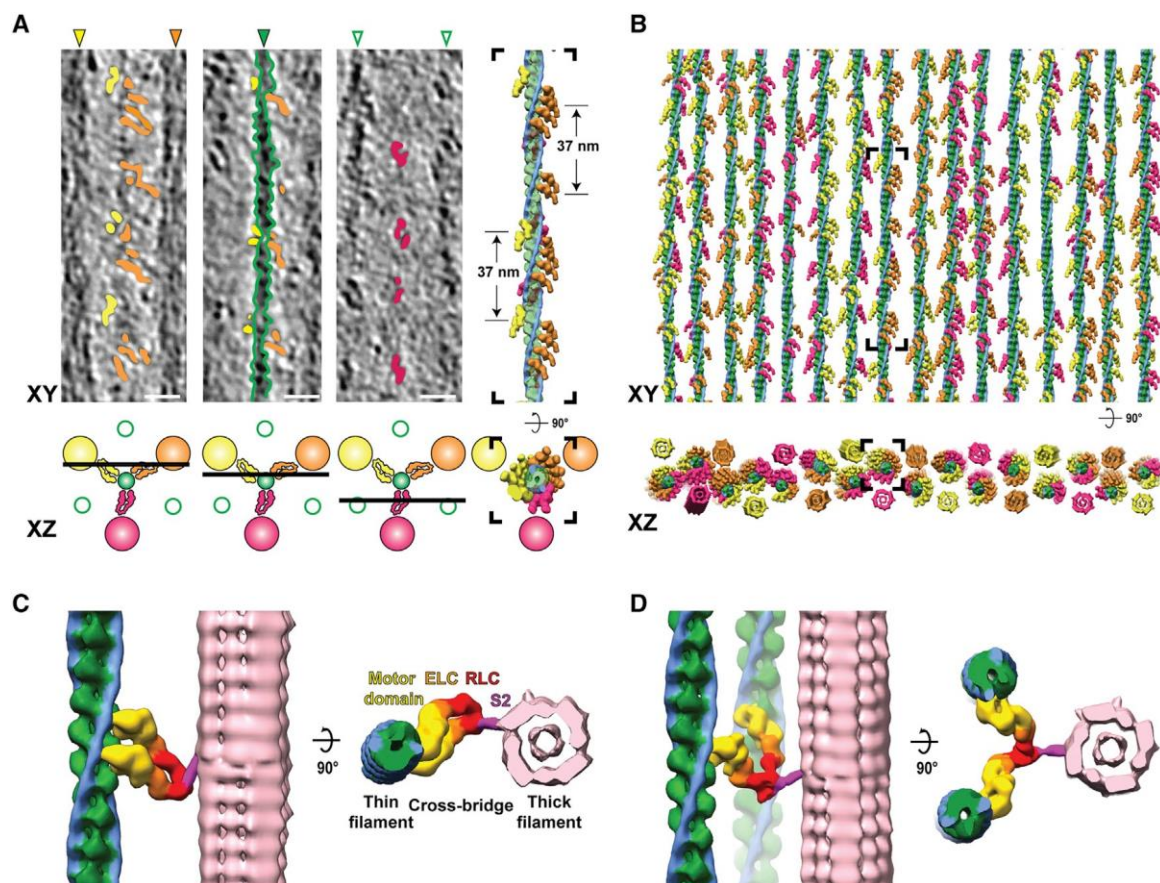 A
B
37 nm
37 nm
XY
XY
90°
90°
XZ
XZ
C
D
Motor domain
ELC
RLC
S2
90°
90°
Thin filament
Cross-bridge
Thick filament